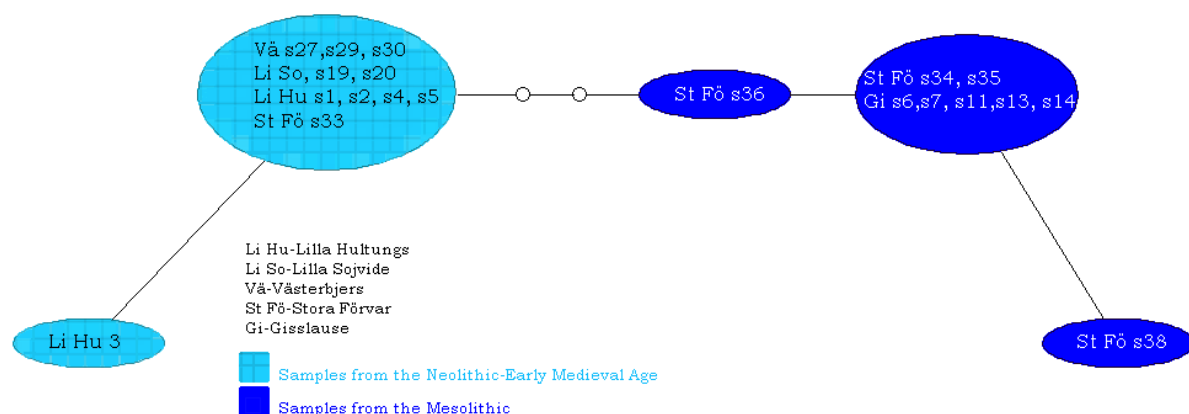 Vä s27,s29, s30
Li So, s19, s20
Li Hu s1, s2, s4, s5
St Fö s33
St Fö s36
St Fö s34, s35
Gi s6,s7, s11,s13, s14
Li Hu-Lilla Hultungs
Li So-Lilla Sojvide
Vä-Västerbjers
St Fö-Stora Förvar
Gi-Gisslause
Li Hu 3
St Fö s38
Samples from the Neolithic-Early Medieval Age
Samples from the Mesolithic